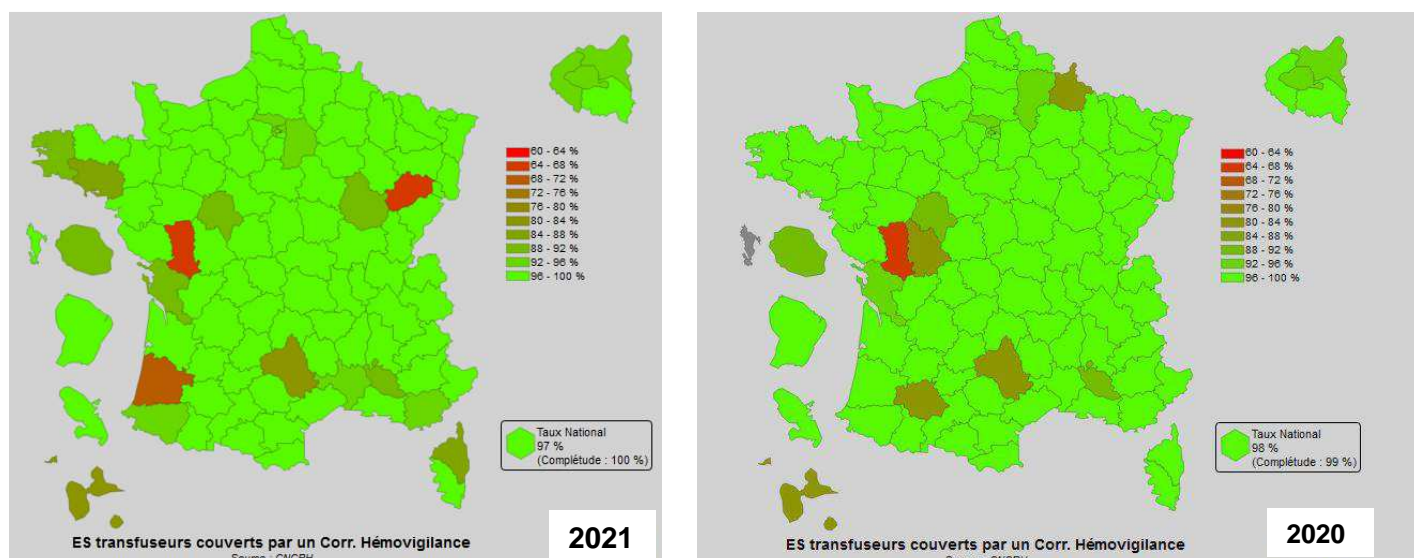 60 - 64 %
64 - 68 %
68 - 72 %
72 - 76 %
76 - 80 %
80 - 84 %
84 - 88 %
88 - 92 %
92 - 96 %
96 - 100 %
Taux National
97 %
(Complétude : 100 %)
ES transfuseurs couverts par un Corr. Hémovigilance
Source : CNCRH
2021
60 - 64 %
64 - 68 %
68 - 72 %
72 - 76 %
76 - 80 %
80 - 84 %
84 - 88 %
88 - 92 %
92 - 96 %
96 - 100 %
Taux National
98 %
(Complétude : 99 %)
ES transfuseurs couverts par un Corr. Hémovigilance
2020